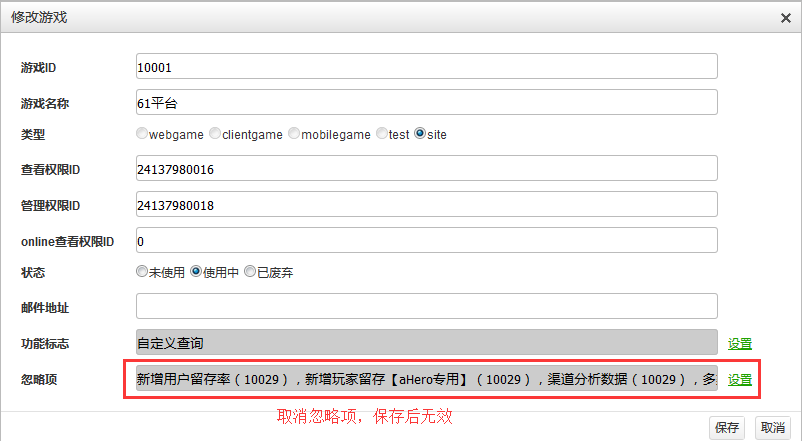 修改游戏
游戏ID 10001
游戏名称 61平台
类型 webgame clientgame mobilegame test site
查看权限ID 24137980016
管理权限ID 24137980018
online查看权限ID 0
状态 未使用 使用中 已废弃
邮件地址
功能标志 自定义查询 设置
忽略项 新增用户留存率（10029），新增玩家留存【aHero专用】（10029），渠道分析数据（10029），多 设置
取消忽略项，保存后无效
保存 取消